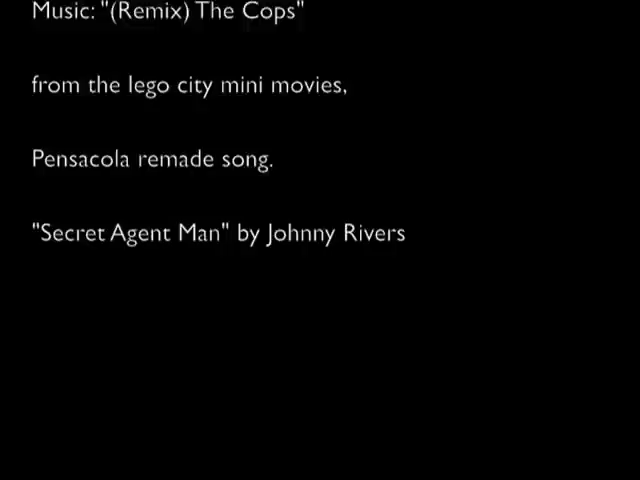 Music: "(Remix) The Cops"
from the lego city mini movies,
Pensacola remade song.
"Secret Agent Man" by Johnny Rivers